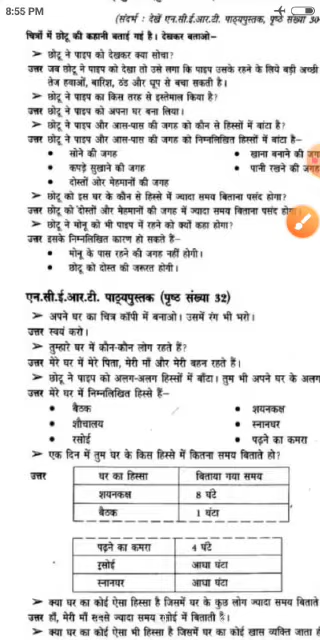 8:55 PM
(संदर्भ : देखें एन.सी.ई.आर.टी. पाठ्यपुस्तक, पृष्ठ संख्या 30
चित्रों में छोटू की कहानी बताई गई है। देखकर बताओ–
➢ छोटू ने पाइप को देखकर क्या सोचा?
उत्तर जब छोटू ने पाइप को देखा तो उसे लगा कि पाइप उसके रहने के लिये बड़ी अच्छी
तेज हवाओं, बारिश, ठंड और धूप से बचा सकती है।
➢ छोटू ने पाइप का किस तरह से इस्तेमाल किया है?
उत्तर छोटू ने पाइप को अपना घर बना लिया।
➢ छोटू ने पाइप और आस-पास की जगह को कौन से हिस्सों में बांटा है?
उत्तर छोटू ने पाइप और आस-पास की जगह को निम्नलिखित हिस्सों में बांटा है–
• सोने की जगह • खाना बनाने की जग
• कपड़े सुखाने की जगह • पानी रखने की जगह
• दोस्तों और मेहमानों की जगह
➢ छोटू को इस घर के कौन से हिस्से में ज्यादा समय बिताना पसंद होगा?
उत्तर छोटू को दोस्तों और मेहमानों की जगह में ज्यादा समय बिताना पसंद
➢ छोटू ने मोनू को भी पाइप में रहने को क्यों कहा होगा?
उत्तर इसके निम्नलिखित कारण हो सकते हैं–
• मोनू के पास रहने की जगह नहीं होगी।
• छोटू को दोस्त की जरूरत होगी।
एन.सी.ई.आर.टी. पाठ्यपुस्तक (पृष्ठ संख्या 32)
➢ अपने घर का चित्र कॉपी में बनाओ। उसमें रंग भी भरो।
उत्तर स्वयं करो।
➢ तुम्हारे घर में कौन-कौन लोग रहते हैं?
उत्तर मेरे घर में मेरे पिता, मेरी माँ और मेरी बहन रहते हैं।
➢ छोटू ने पाइप को अलग-अलग हिस्सों में बाँटा। तुम भी अपने घर के अलग
उत्तर मेरे घर में निम्नलिखित हिस्से हैं–
• बैठक • शयनकक्ष
• शौचालय • स्नानघर
• रसोई • पढ़ने का कमरा
➢ एक दिन में तुम घर के किस हिस्से में कितना समय बिताते हो?
उत्तर घर का हिस्सा बिताया गया समय
शयनकक्ष 8 घंटे
बैठक 1 घंटा
पढ़ने का कमरा 4 घंटे
रसोई आधा घंटा
स्नानघर आधा घंटा
➢ क्या घर का कोई ऐसा हिस्सा है जिसमें घर के कुछ लोग ज्यादा समय बिताते
उत्तर हाँ, मेरी माँ सबसे ज्यादा समय रसोई में बिताती हैं।
➢ क्या घर का कोई ऐसा भी हिस्सा है जिसमें घर का कोई खास व्यक्ति जाता